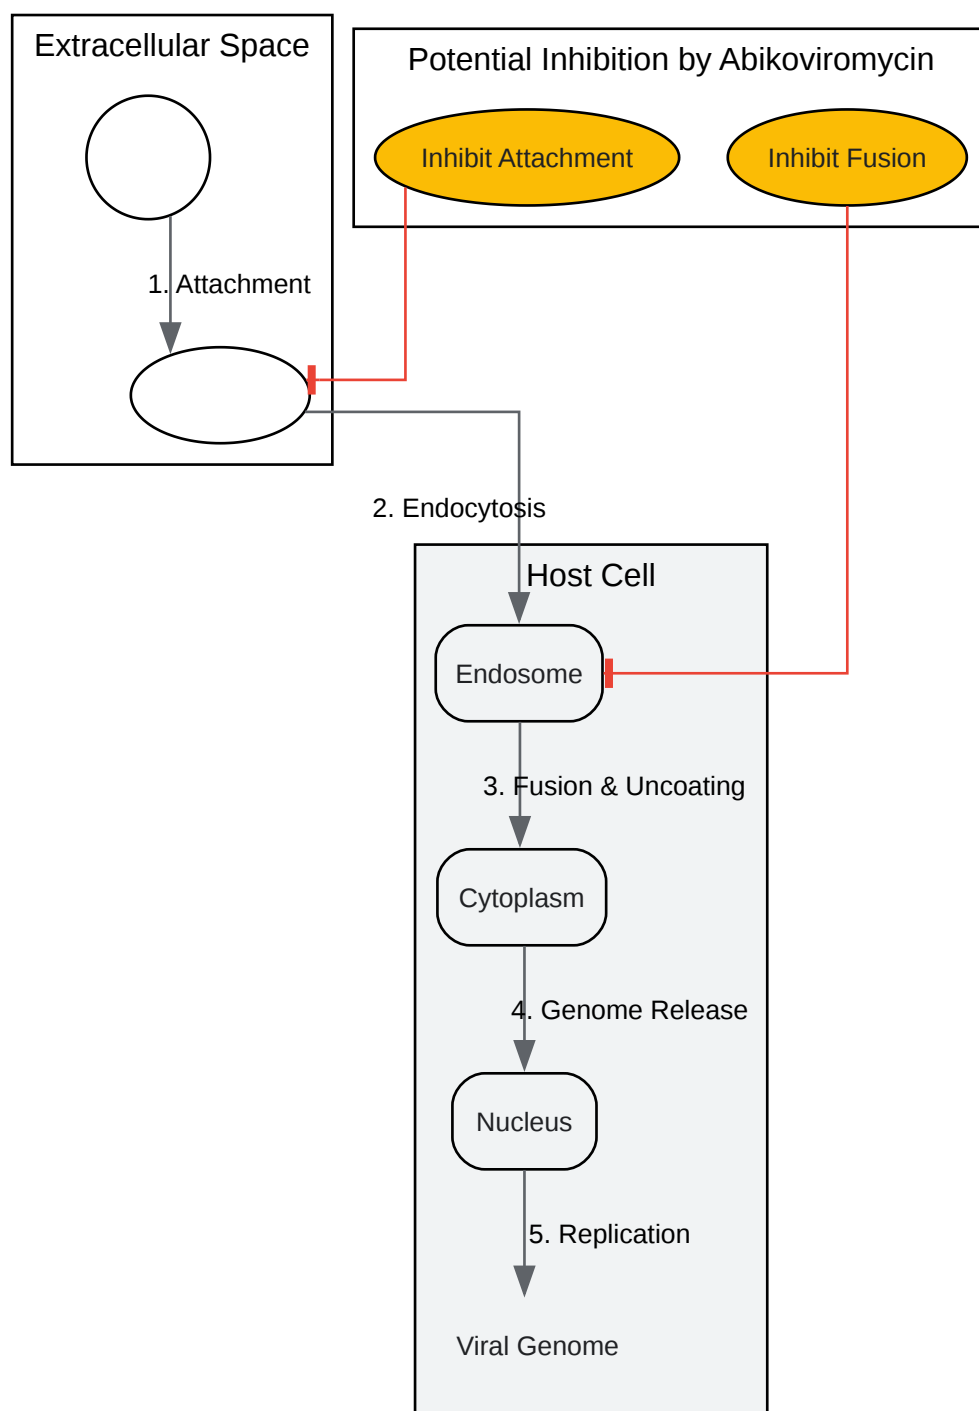 Extracellular Space
Potential Inhibition by Abikoviromycin
Inhibit Attachment
Inhibit Fusion
1. Attachment
2. Endocytosis
Host Cell
Endosome
3. Fusion & Uncoating
Cytoplasm
4. Genome Release
Nucleus
5. Replication
Viral Genome